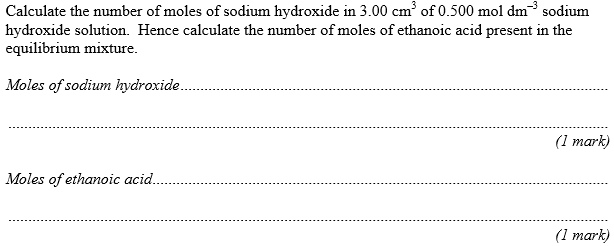 Calculate the number of moles of sodium hydroxide in 3.00 cm³ of 0.500 mol dm⁻³ sodium
hydroxide solution. Hence calculate the number of moles of ethanoic acid present in the
equilibrium mixture.
Moles of sodium hydroxide..........................................................................................................
..........................................................................................................................................................
(1 mark)
Moles of ethanoic acid................................................................................................................
..........................................................................................................................................................
(1 mark)